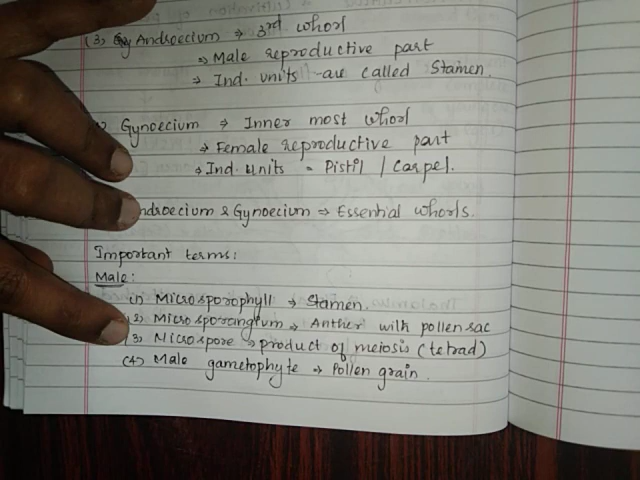 (3) Androecium → 3rd whorl
→ Male reproductive part
→ Ind. units are called Stamen.
) Gynoecium → Inner most whorl
→ Female reproductive part
→ Ind. units = Pistil / Carpel.
ndroecium & Gynoecium ⇒ Essential whorls.
Important terms:
Male:
(1) Microsporophyll → Stamen.
(2) Microsporangium → Anther with pollen sac
(3) Microspore → product of meiosis (tetrad)
(4) Male gametophyte → Pollen grain.